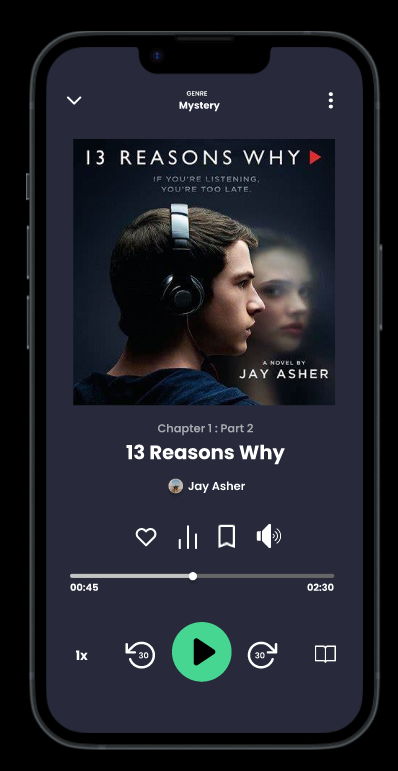 GENRE
Mystery
13 REASONS WHY
IF YOU'RE LISTENING,
YOU'RE TOO LATE.
A NOVEL BY
JAY ASHER
Chapter 1 : Part 2
13 Reasons Why
Jay Asher
00:45 02:30
1x 30 30